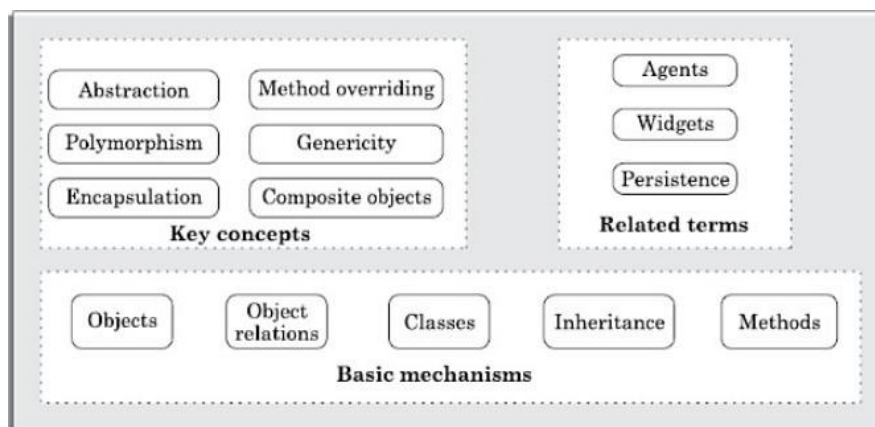 Abstraction
Method overriding
Polymorphism
Genericity
Encapsulation
Composite objects
Key concepts
Agents
Widgets
Persistence
Related terms
Objects
Object
relations
Classes
Inheritance
Methods
Basic mechanisms